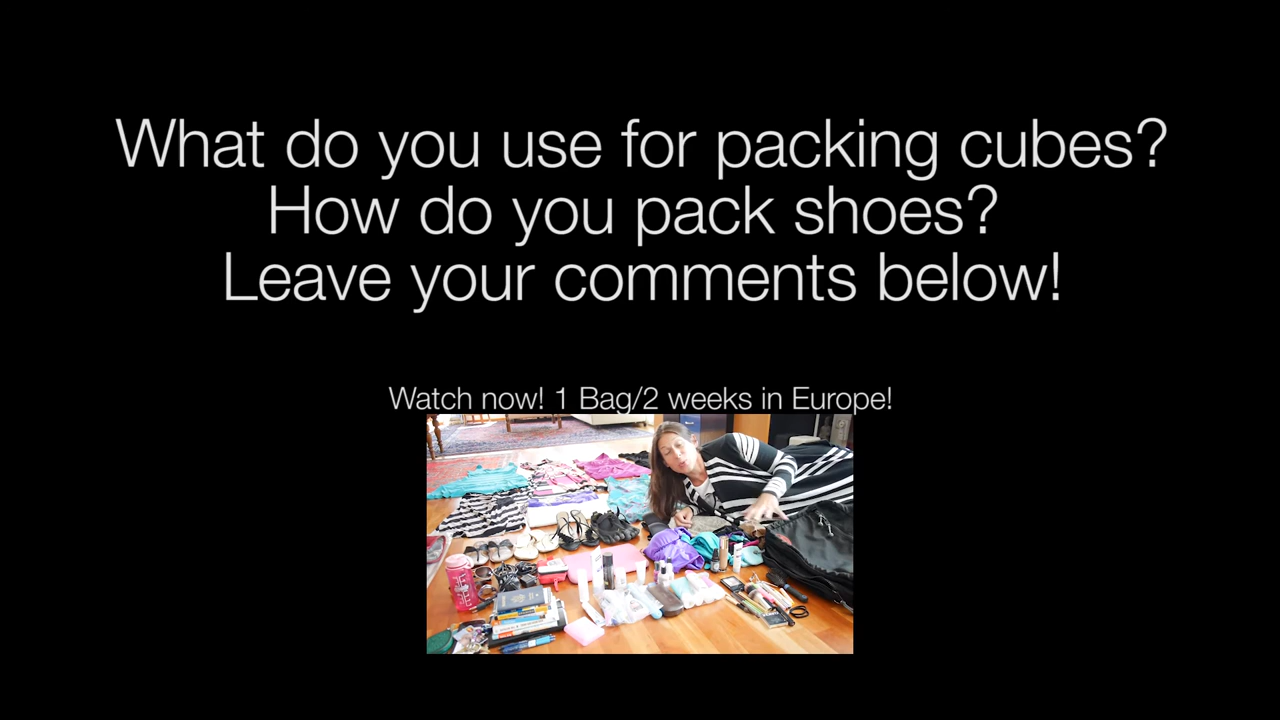 What do you use for packing cubes?
How do you pack shoes?
Leave your comments below!
Watch now! 1 Bag/2 weeks in Europe!